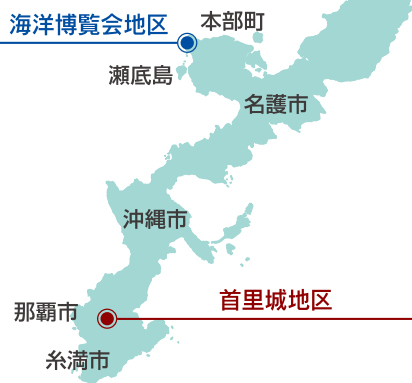 海洋博覧会地区
本部町
瀬底島
名護市
沖縄市
首里城地区
那覇市
糸満市